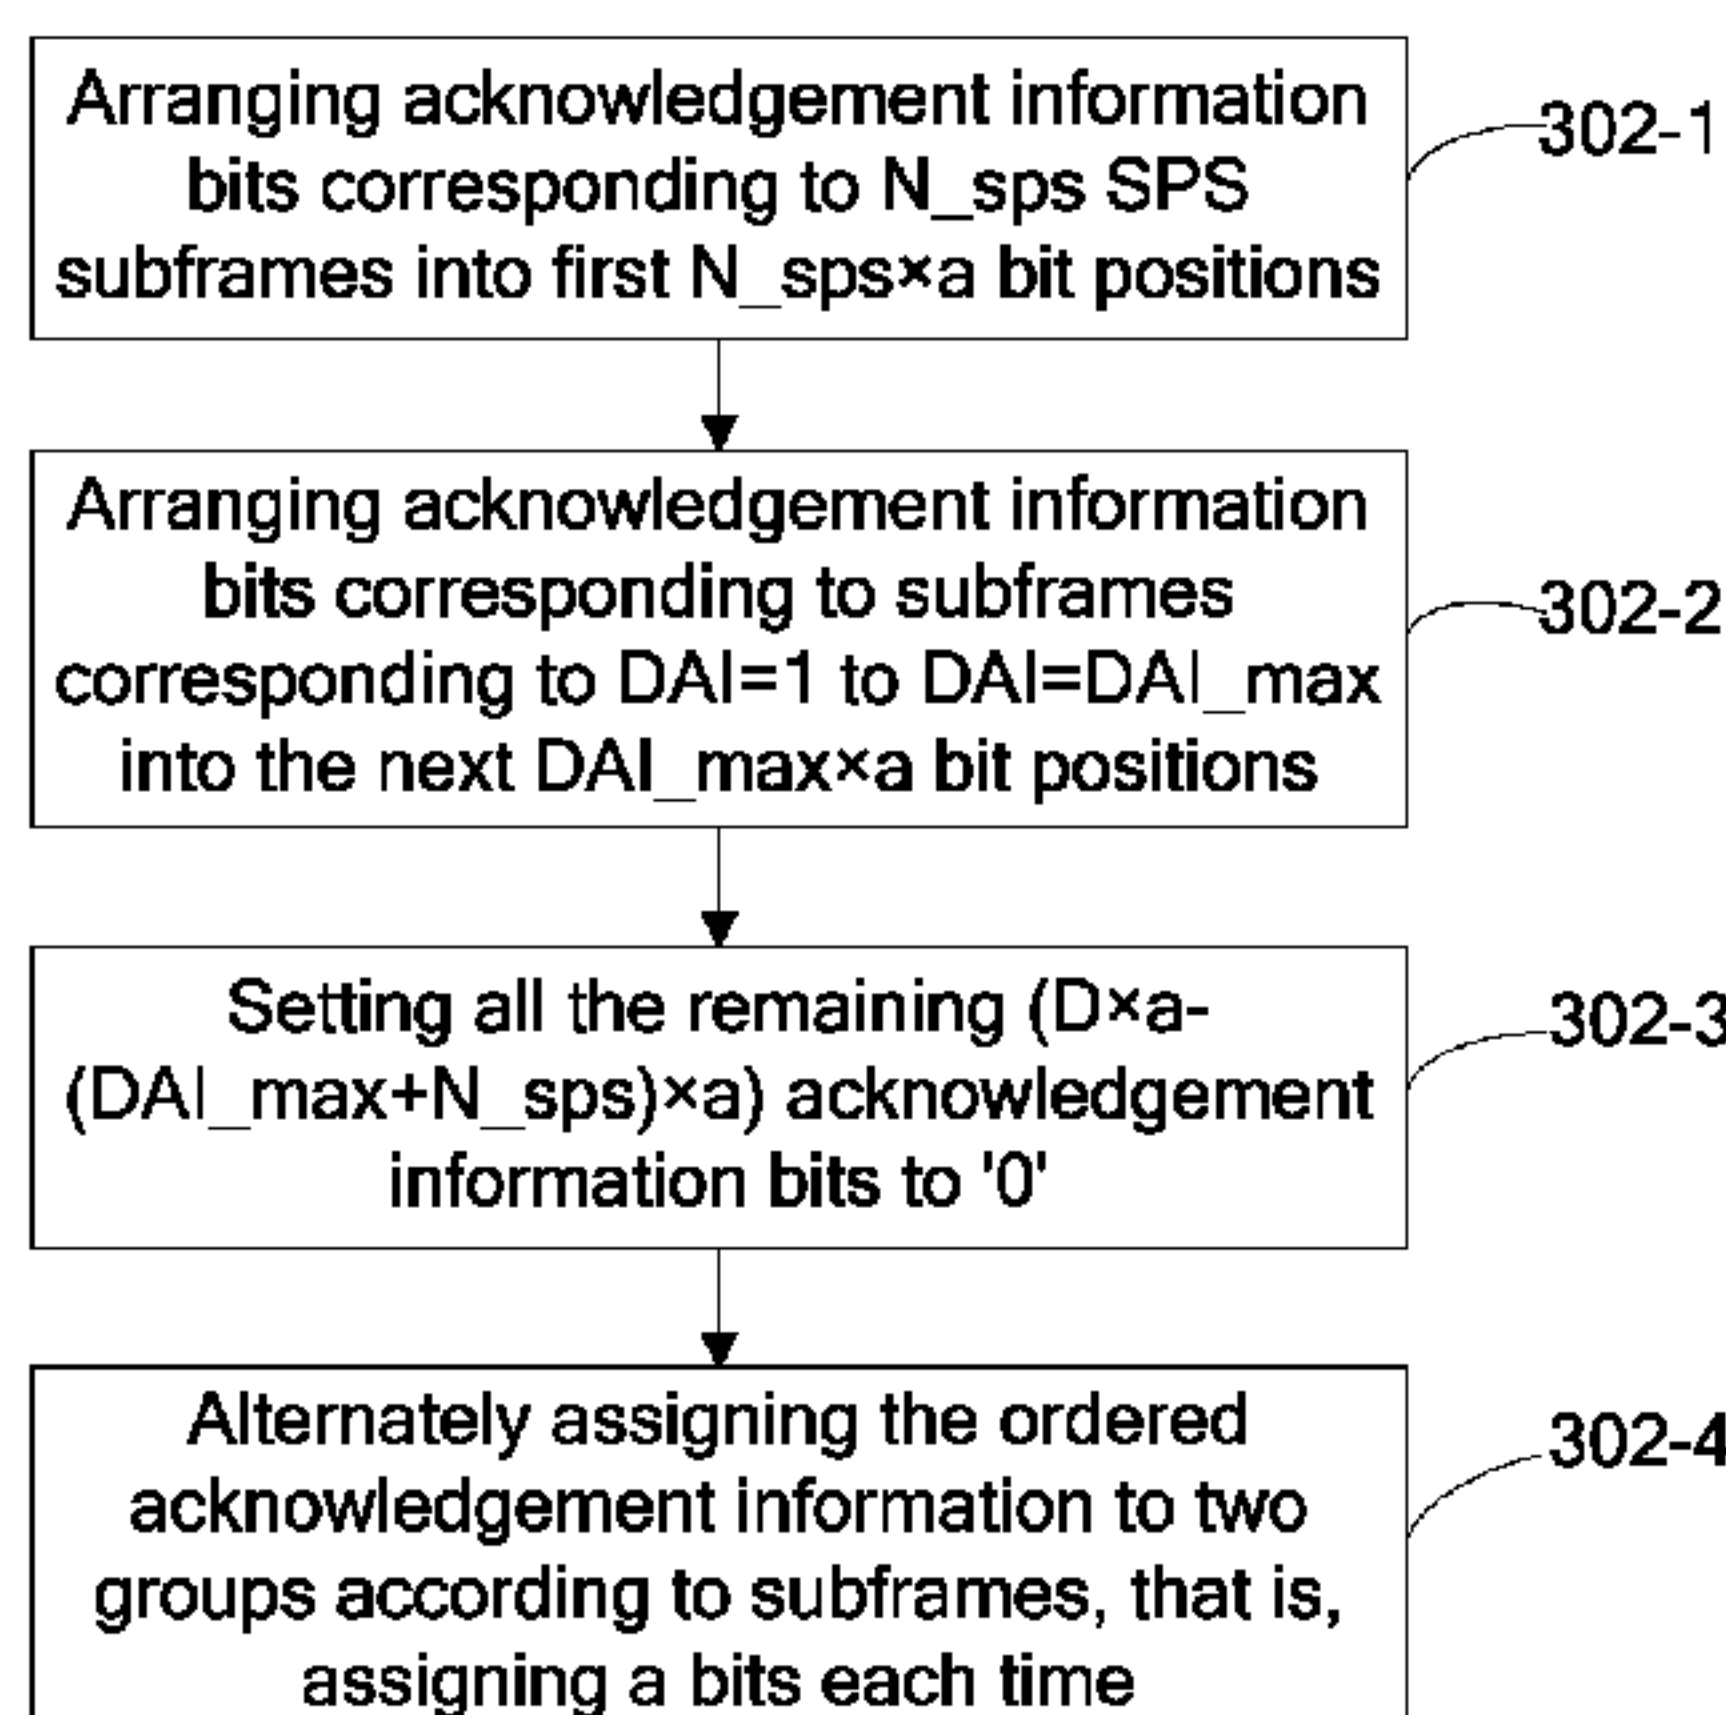 Arranging acknowledgement information
bits corresponding to N_sps SPS
subframes into first N_sps×a bit positions
302-1
Arranging acknowledgement information
bits corresponding to subframes
corresponding to DAI=1 to DAI=DAI_max
into the next DAI_max×a bit positions
302-2
Setting all the remaining (D×a-
(DAI_max+N_sps)×a) acknowledgement
information bits to '0'
302-3
Alternately assigning the ordered
acknowledgement information to two
groups according to subframes, that is,
assigning a bits each time
302-4